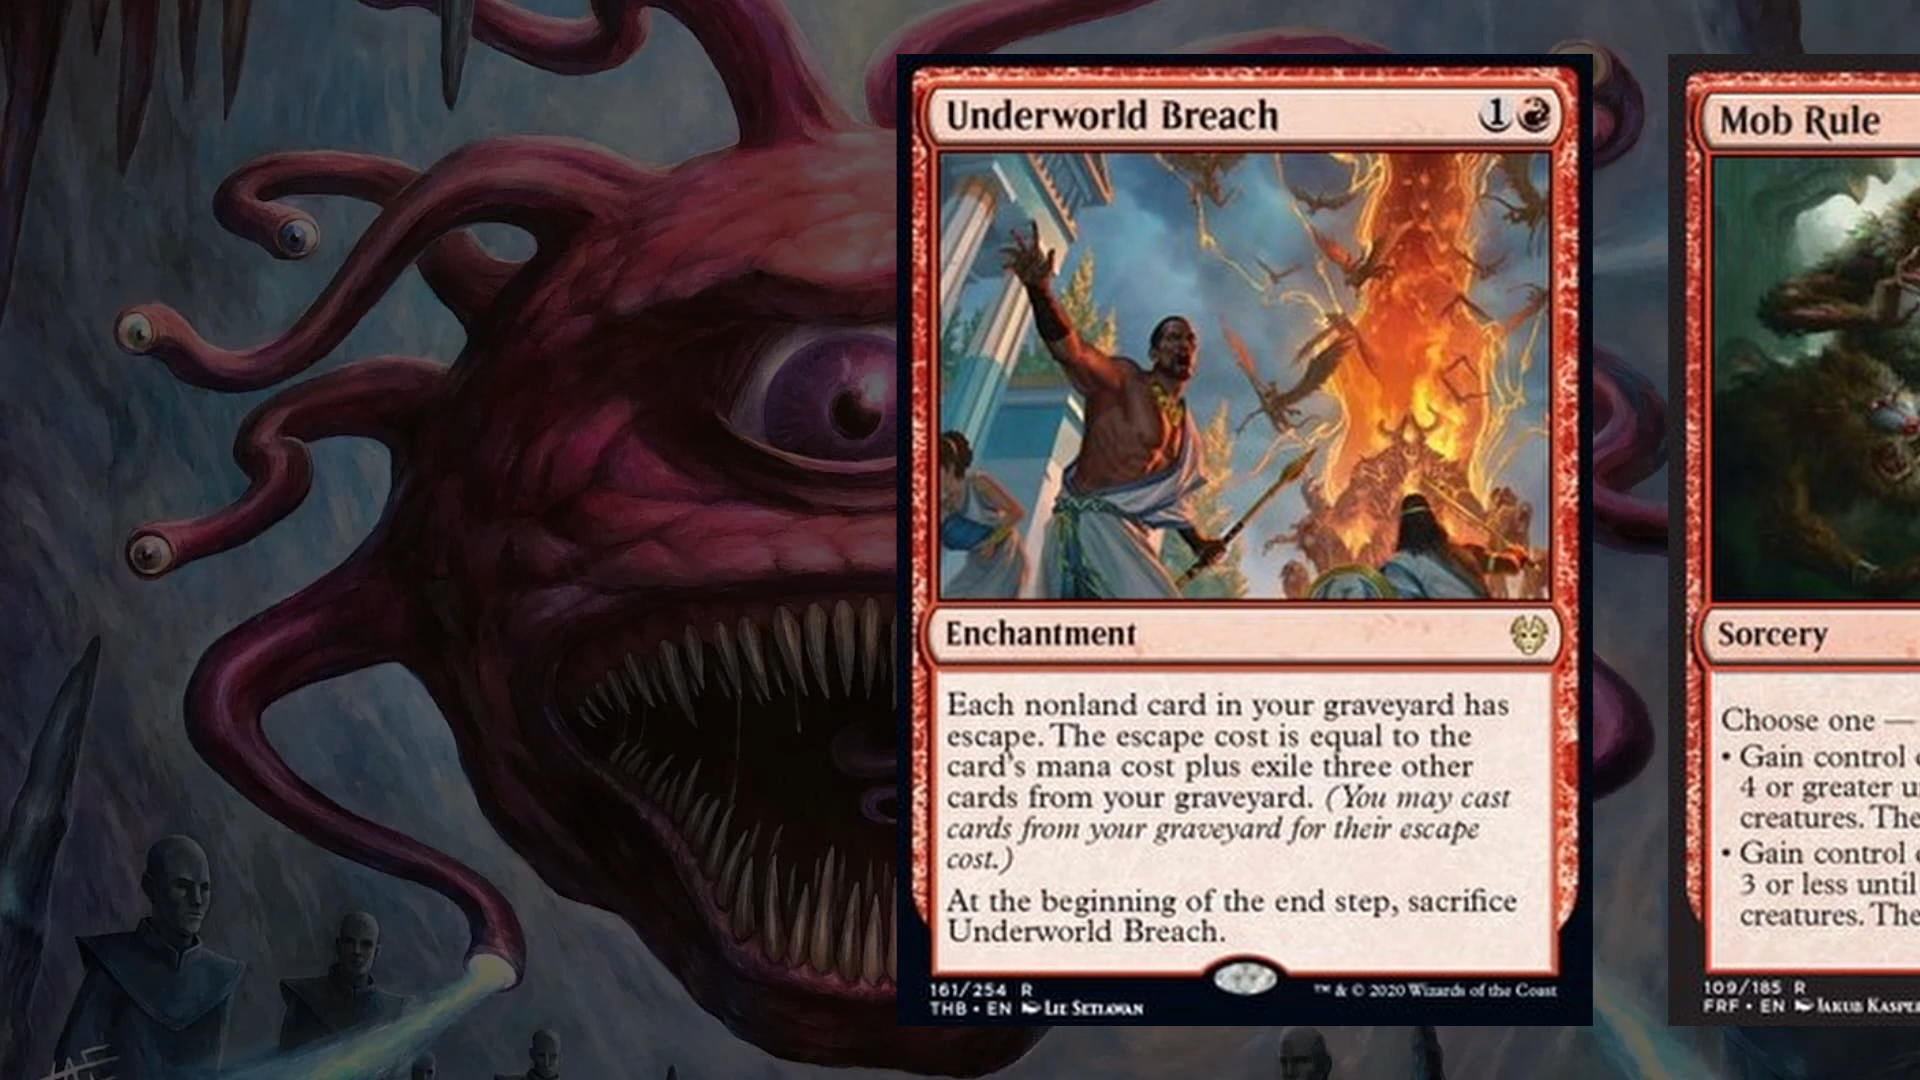 Underworld Breach
1
Enchantment
Each nonland card in your graveyard has
escape. The escape cost is equal to the
card's mana cost plus exile three other
cards from your graveyard. (You may cast
cards from your graveyard for their escape
cost.)
At the beginning of the end step, sacrifice
Underworld Breach.
161/254 R
THB • EN LIE SETIAWAN
™ & © 2020 Wizards of the Coast
Mob Rule
Sorcery
Choose one —
• Gain control
4 or greater
creatures. The
• Gain control
3 or less until
creatures. The
109/185 R
FRF • EN JAKUB